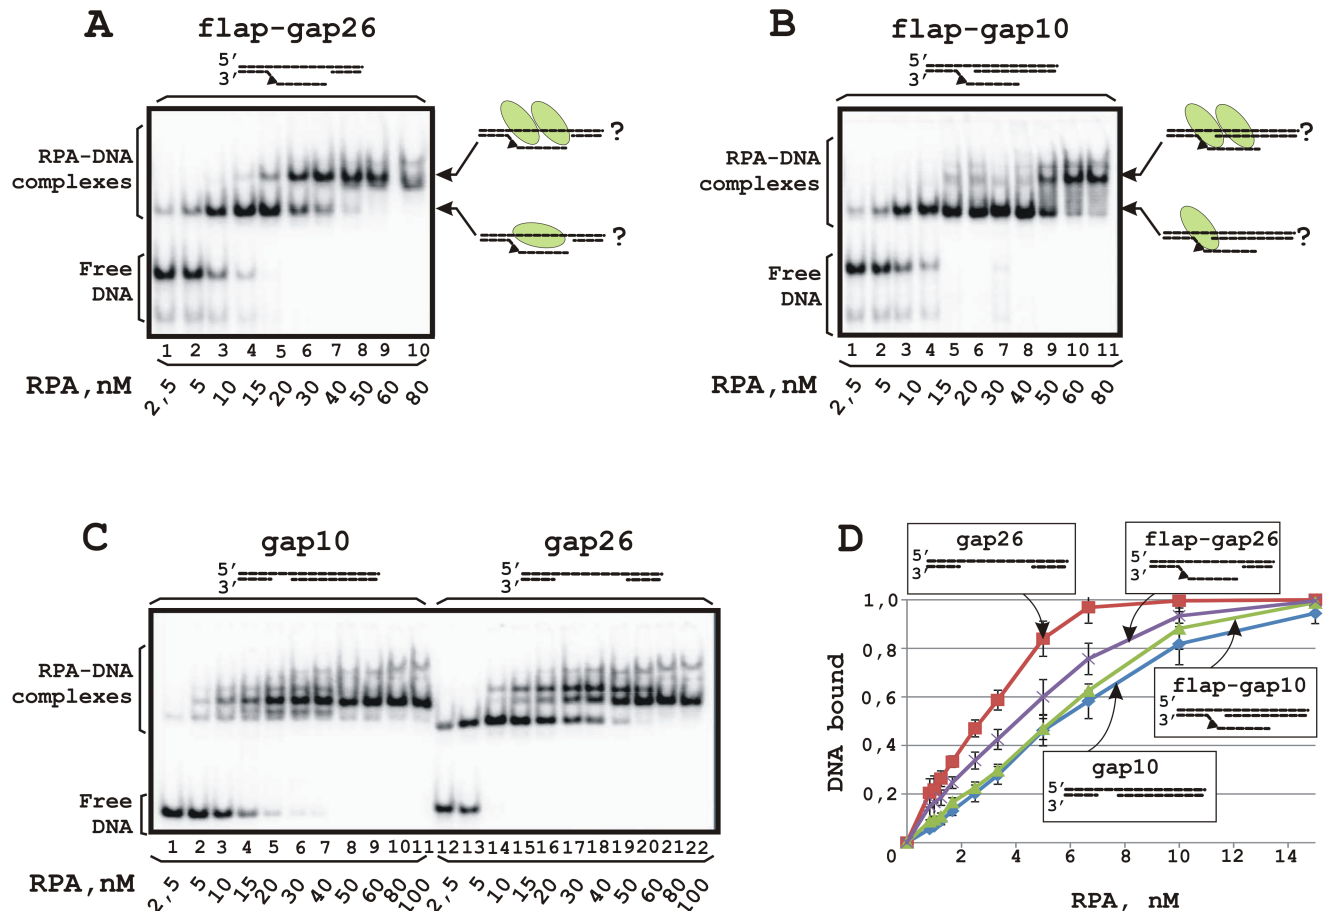 A
flap-gap26
5′
3′
RPA-DNA
complexes
Free
DNA
?
?
1 2 3 4 5 6 7 8 9 10
RPA,nM
2,5 5 10 15 20 30 40 50 60 80
B
flap-gap10
5′
3′
RPA-DNA
complexes
Free
DNA
?
?
1 2 3 4 5 6 7 8 9 10 11
RPA,nM
2,5 5 10 15 20 30 40 50 60 80
C
gap10
gap26
5′
3′
5′
3′
RPA-DNA
complexes
Free
DNA
1 2 3 4 5 6 7 8 9 10 11 12 13 14 15 16 17 18 19 20 21 22
RPA,nM
2,5 5 10 15 20 30 40 50 60 80 100 2,5 5 10 15 20 30 40 50 60 80 100
D
gap26
5′
3′
flap-gap26
5′
3′
flap-gap10
5′
3′
gap10
5′
3′
DNA bound
1,0
0,8
0,6
0,4
0,2
0 2 4 6 8 10 12 14
RPA, nM